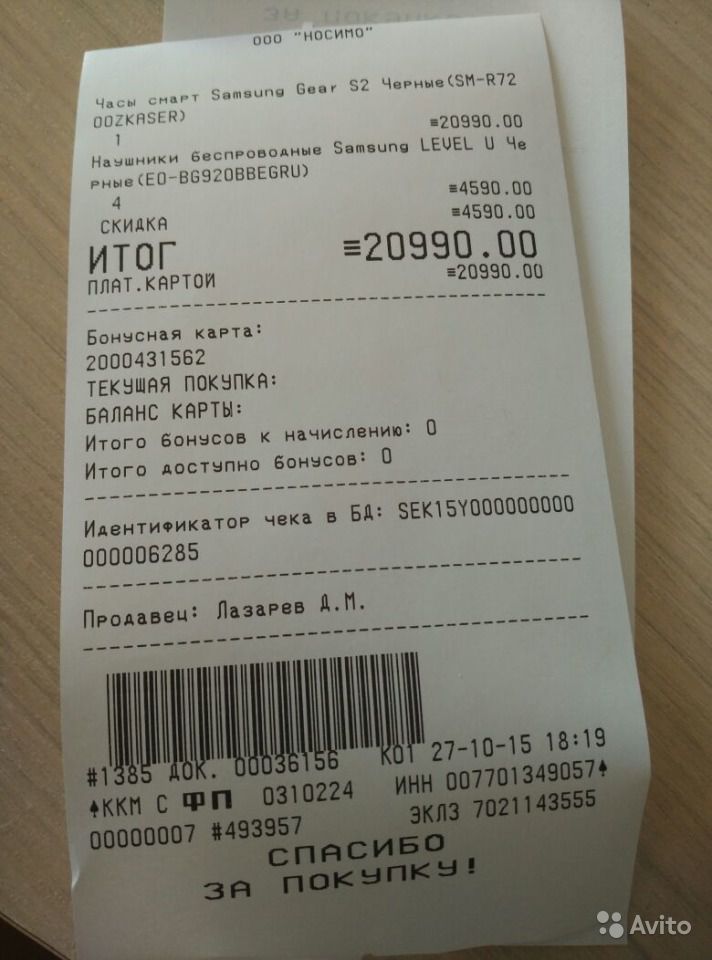 ЗА ПОКУПКУ
ООО "НОСИМО"
Часы смарт Samsung Gear S2 Черные(SM-R72
00ZKASER)
1 ≡20990.00
Наушники беспроводные Samsung LEVEL U Че
рные(EO-BG920BBEGRU)
4 ≡4590.00
СКИДКА ≡4590.00
ИТОГ ≡20990.00
ПЛАТ.КАРТОЙ ≡20990.00
Бонусная карта:
2000431562
ТЕКУЩАЯ ПОКУПКА:
БАЛАНС КАРТЫ:
Итого бонусов к начислению: 0
Итого доступно бонусов: 0
Идентификатор чека в БД: SEK15Y000000000
000006285
Продавец: Лазарев Д.М.
#1385 ДОК. 00036156 К01 27-10-15 18:19
♠ККМ С ФП 0310224 ИНН 007701349057♠
00000007 #493957 ЭКЛЗ 7021143555
СПАСИБО
ЗА ПОКУПКУ!
Avito